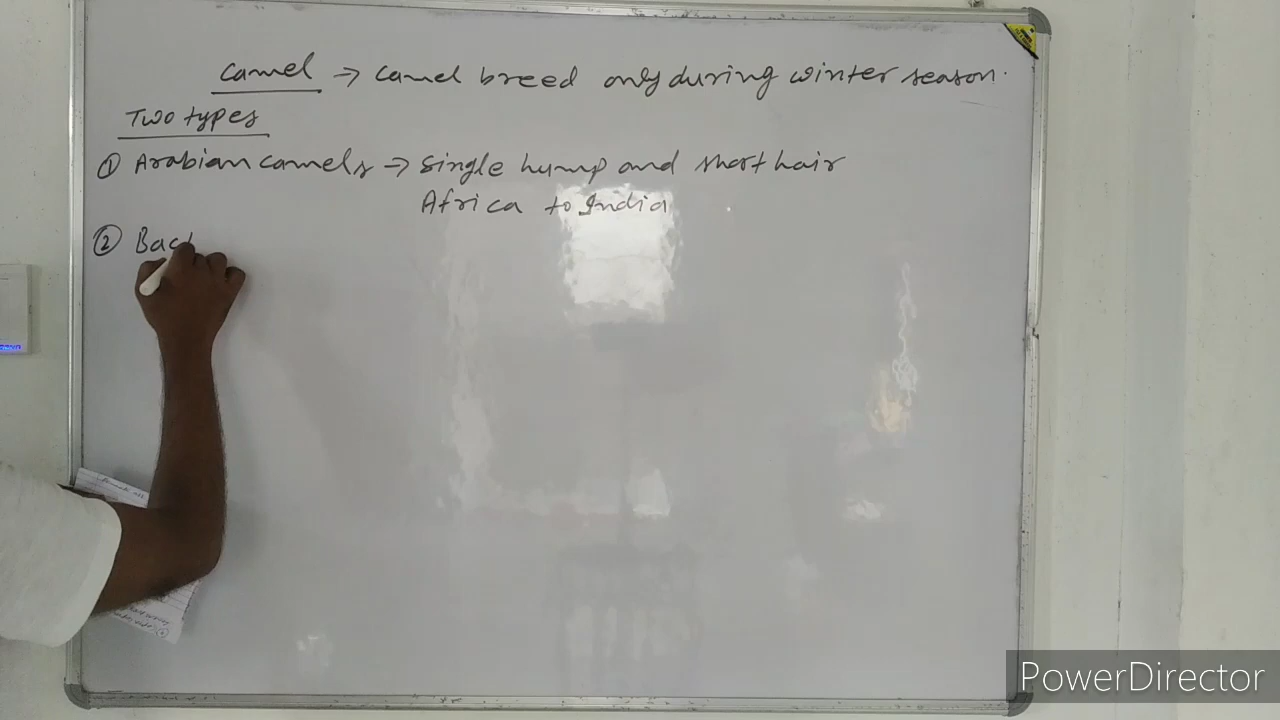 Camel → Camel breed only during winter season.
Two types
① Arabian camels → Single hump and short hair
Africa to India
② Bact
PowerDirector